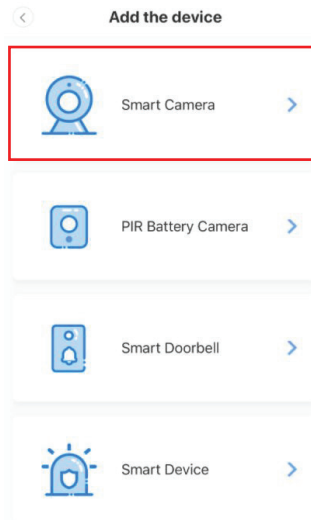 Add the device
Smart Camera
PIR Battery Camera
Smart Doorbell
Smart Device